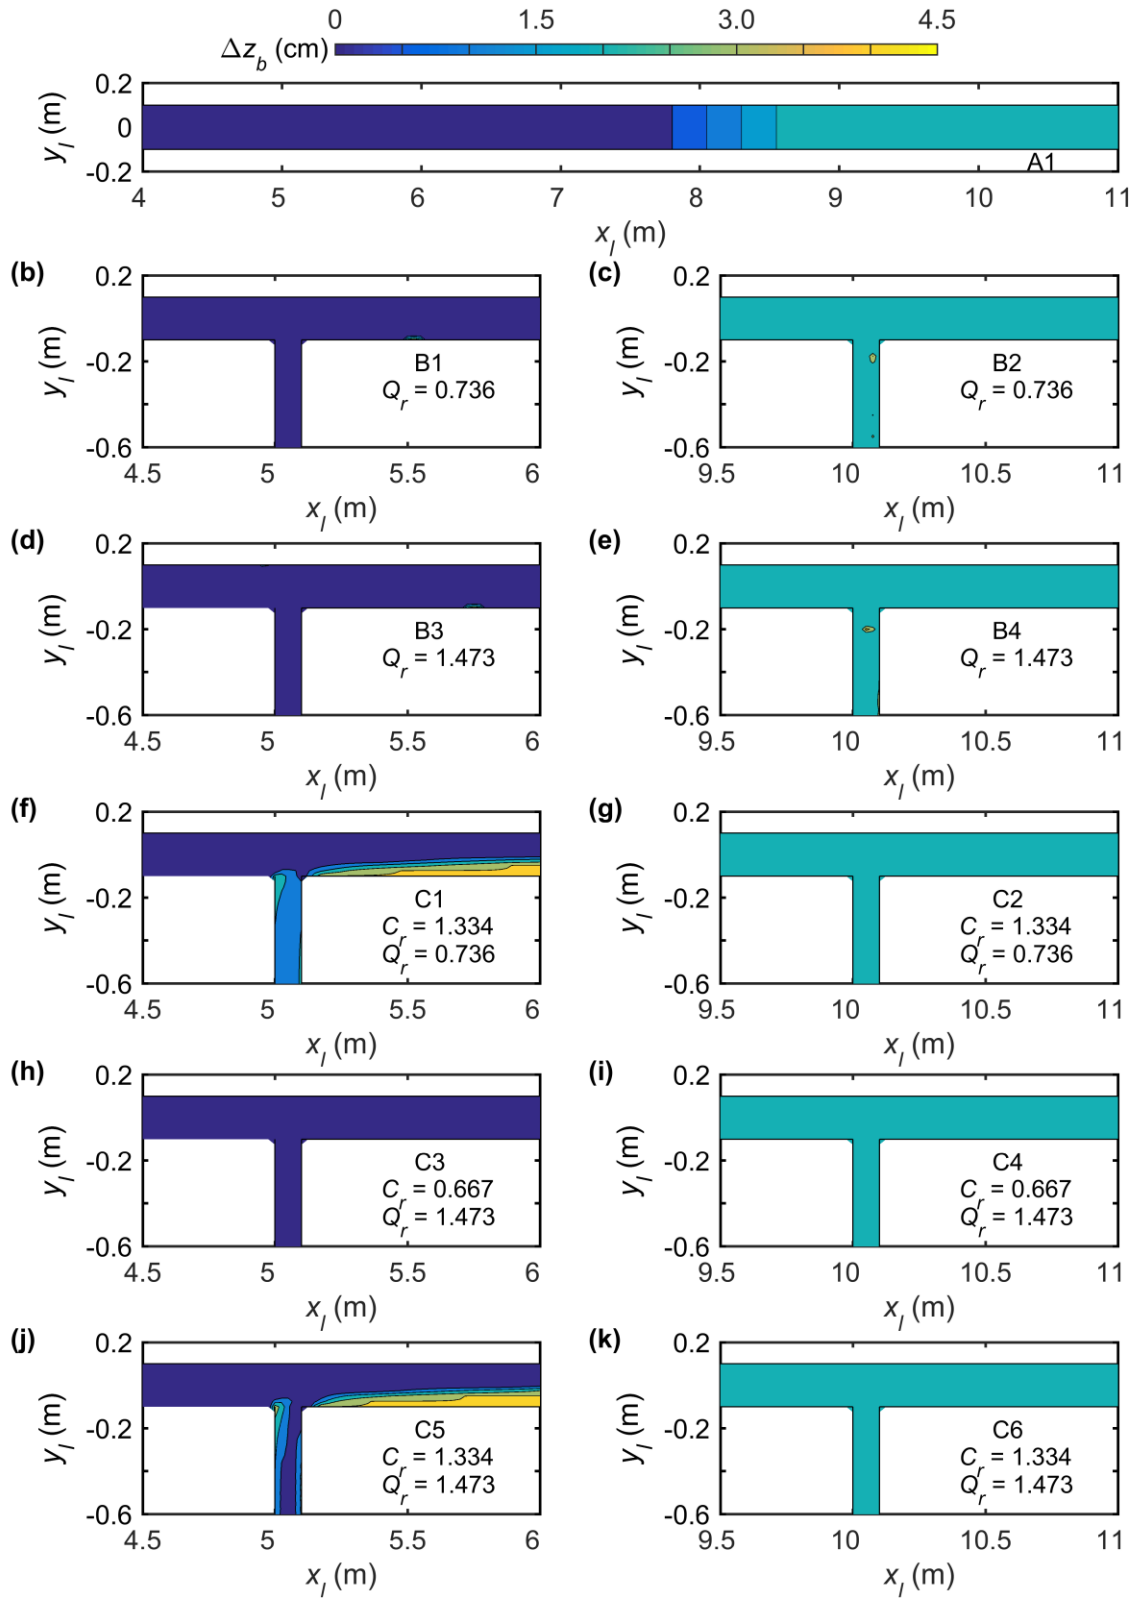 0 1.5 3.0 4.5
Δz_b (cm)
0.2
0
-0.2
y_l (m)
A1
4 5 6 7 8 9 10 11
x_l (m)
(b)
0.2
-0.2
-0.6
y_l (m)
B1
Q_r = 0.736
4.5 5 5.5 6
x_l (m)
(c)
0.2
-0.2
-0.6
y_l (m)
B2
Q_r = 0.736
9.5 10 10.5 11
x_l (m)
(d)
0.2
-0.2
-0.6
y_l (m)
B3
Q_r = 1.473
4.5 5 5.5 6
x_l (m)
(e)
0.2
-0.2
-0.6
y_l (m)
B4
Q_r = 1.473
9.5 10 10.5 11
x_l (m)
(f)
0.2
-0.2
-0.6
y_l (m)
C1
C_r = 1.334
Q_r = 0.736
4.5 5 5.5 6
x_l (m)
(g)
0.2
-0.2
-0.6
y_l (m)
C2
C_r = 1.334
Q_r = 0.736
9.5 10 10.5 11
x_l (m)
(h)
0.2
-0.2
-0.6
y_l (m)
C3
C_r = 0.667
Q_r = 1.473
4.5 5 5.5 6
x_l (m)
(i)
0.2
-0.2
-0.6
y_l (m)
C4
C_r = 0.667
Q_r = 1.473
9.5 10 10.5 11
x_l (m)
(j)
0.2
-0.2
-0.6
y_l (m)
C5
C_r = 1.334
Q_r = 1.473
4.5 5 5.5 6
x_l (m)
(k)
0.2
-0.2
-0.6
y_l (m)
C6
C_r = 1.334
Q_r = 1.473
9.5 10 10.5 11
x_l (m)